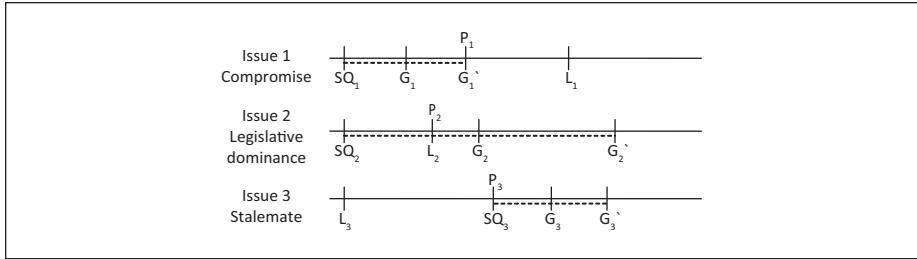 P₁
Issue 1
Compromise
SQ₁ G₁ G₁` L₁
P₂
Issue 2
Legislative
dominance
SQ₂ L₂ G₂ G₂`
P₃
Issue 3
Stalemate
L₃ SQ₃ G₃ G₃`